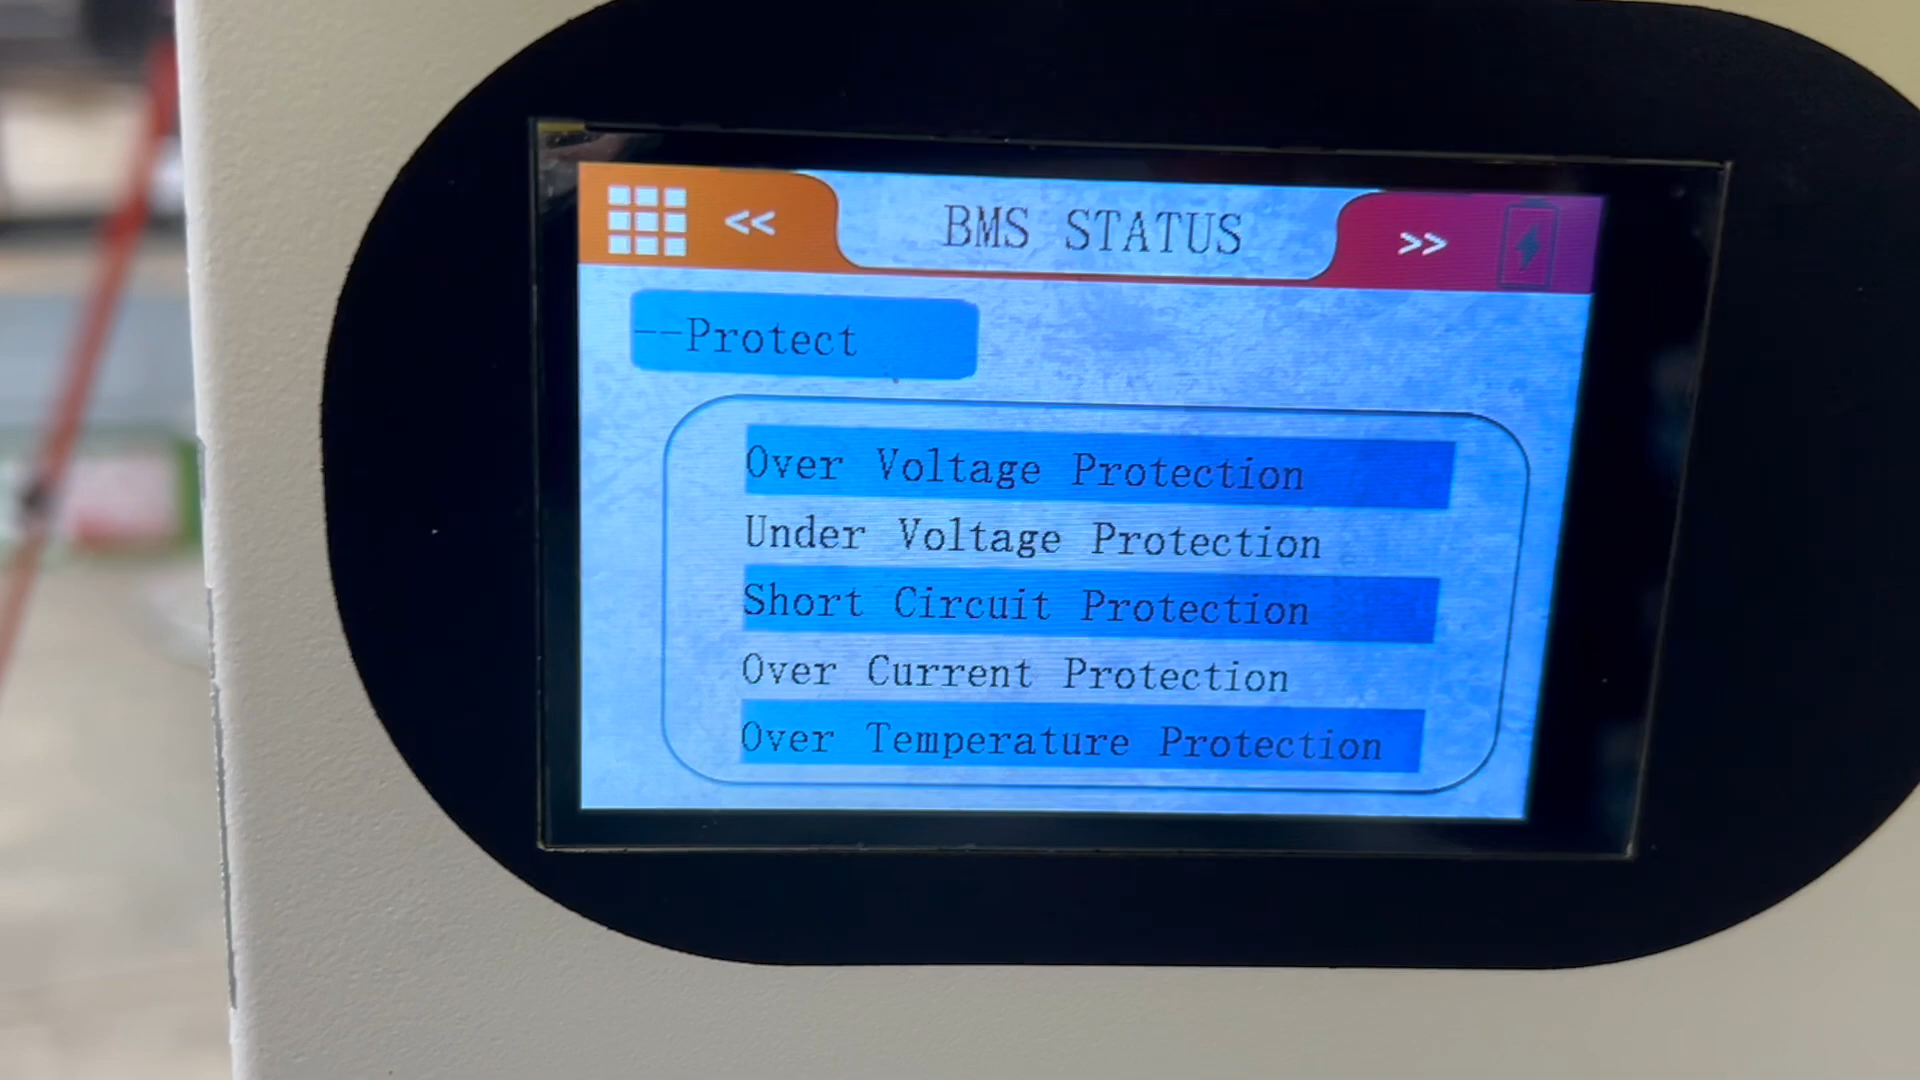 << BMS STATUS >>
--Protect
Over Voltage Protection
Under Voltage Protection
Short Circuit Protection
Over Current Protection
Over Temperature Protection